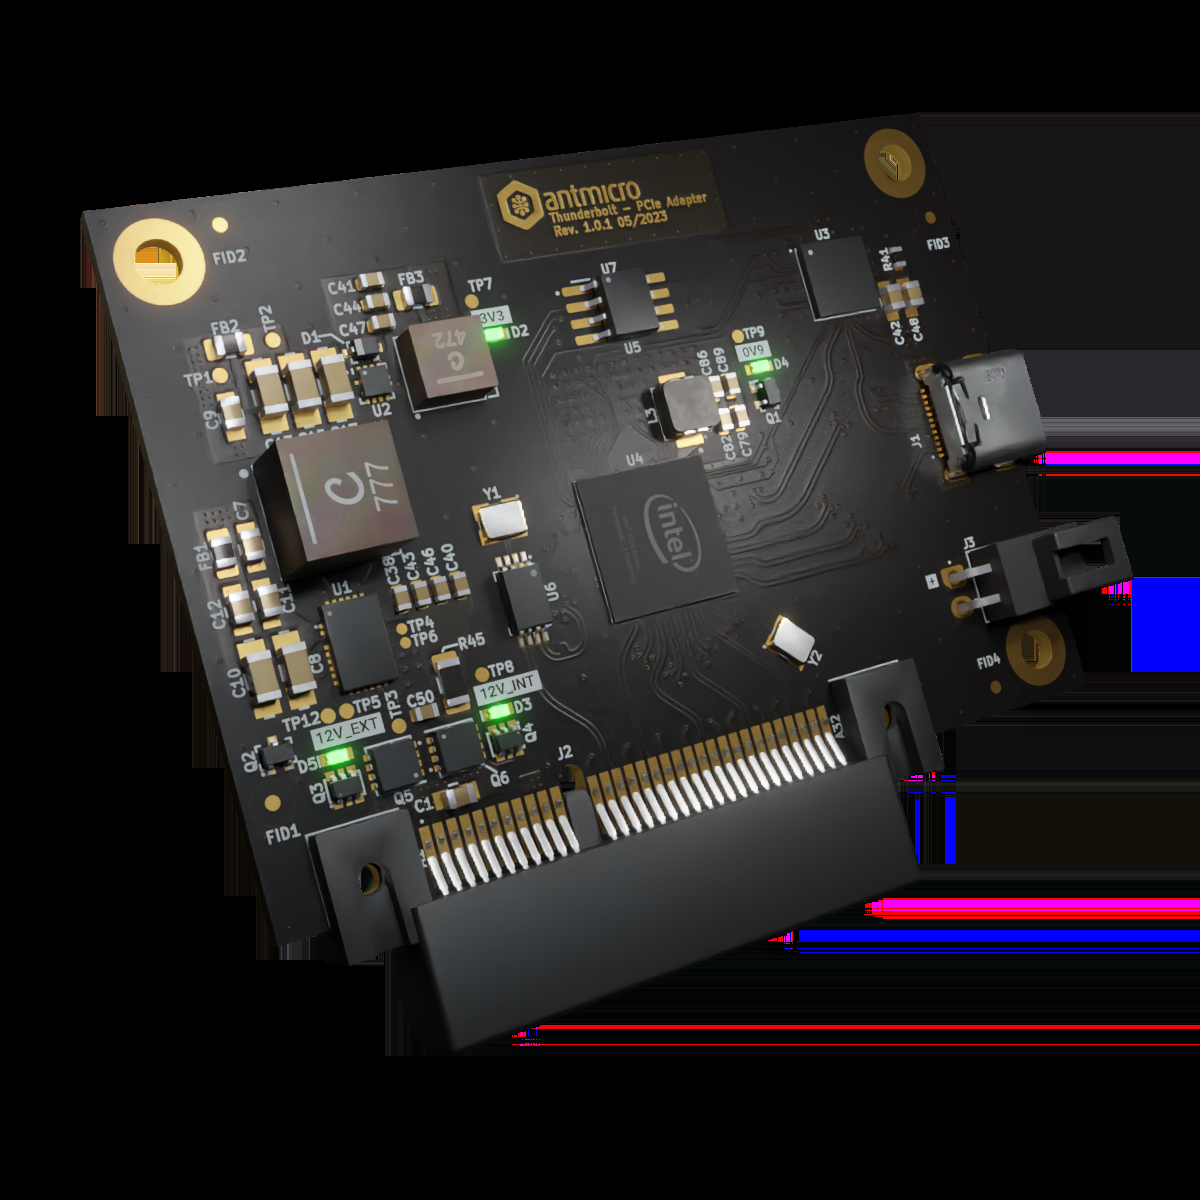 antmicro
Thunderbolt – PCIe Adapter
Rev. 1.0.1 05/2023
FID2
FID3
U3
R41
C42
C48
C41
C44
C47
FB3
TP7
3V3
D2
U7
U5
TP9
0V9
D4
Q1
C86
C89
C82
C79
L3
FB2
TP2
D1
TP1
C9
U2
472
C
C
777
J1
U4
intel
Y1
C7
FB1
C12
C11
C10
C8
U1
C38
C43
C46
C40
U6
TP4
TP6
R45
J3
+
FID4
Y2
TP8
12V_INT
D3
Q4
TP3
C50
TP12
TP5
12V_EXT
D5
Q2
Q3
Q5
Q6
J2
A32
C1
FID1